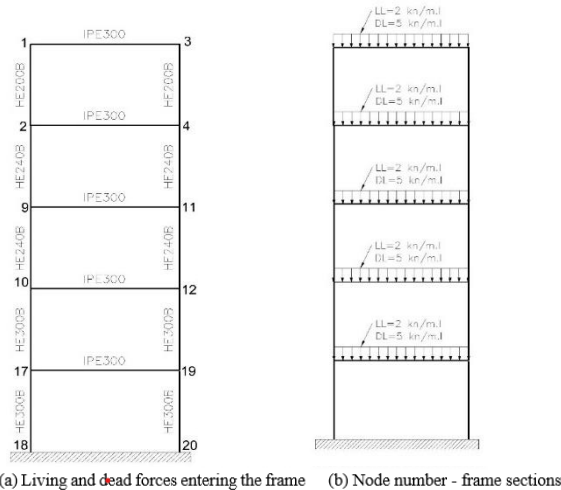 IPE300
1
3
HE200B
HE200B
IPE300
2
4
HE240B
HE240B
IPE300
9
11
HE240B
HE240B
IPE300
10
12
HE300B
HE300B
IPE300
17
19
HE300B
HE300B
18
20
LL=2 kn/m.l
DL=5 kn/m.l
LL=2 kn/m.l
DL=5 kn/m.l
LL=2 kn/m.l
DL=5 kn/m.l
LL=2 kn/m.l
DL=5 kn/m.l
LL=2 kn/m.l
DL=5 kn/m.l
(a) Living and dead forces entering the frame
(b) Node number - frame sections